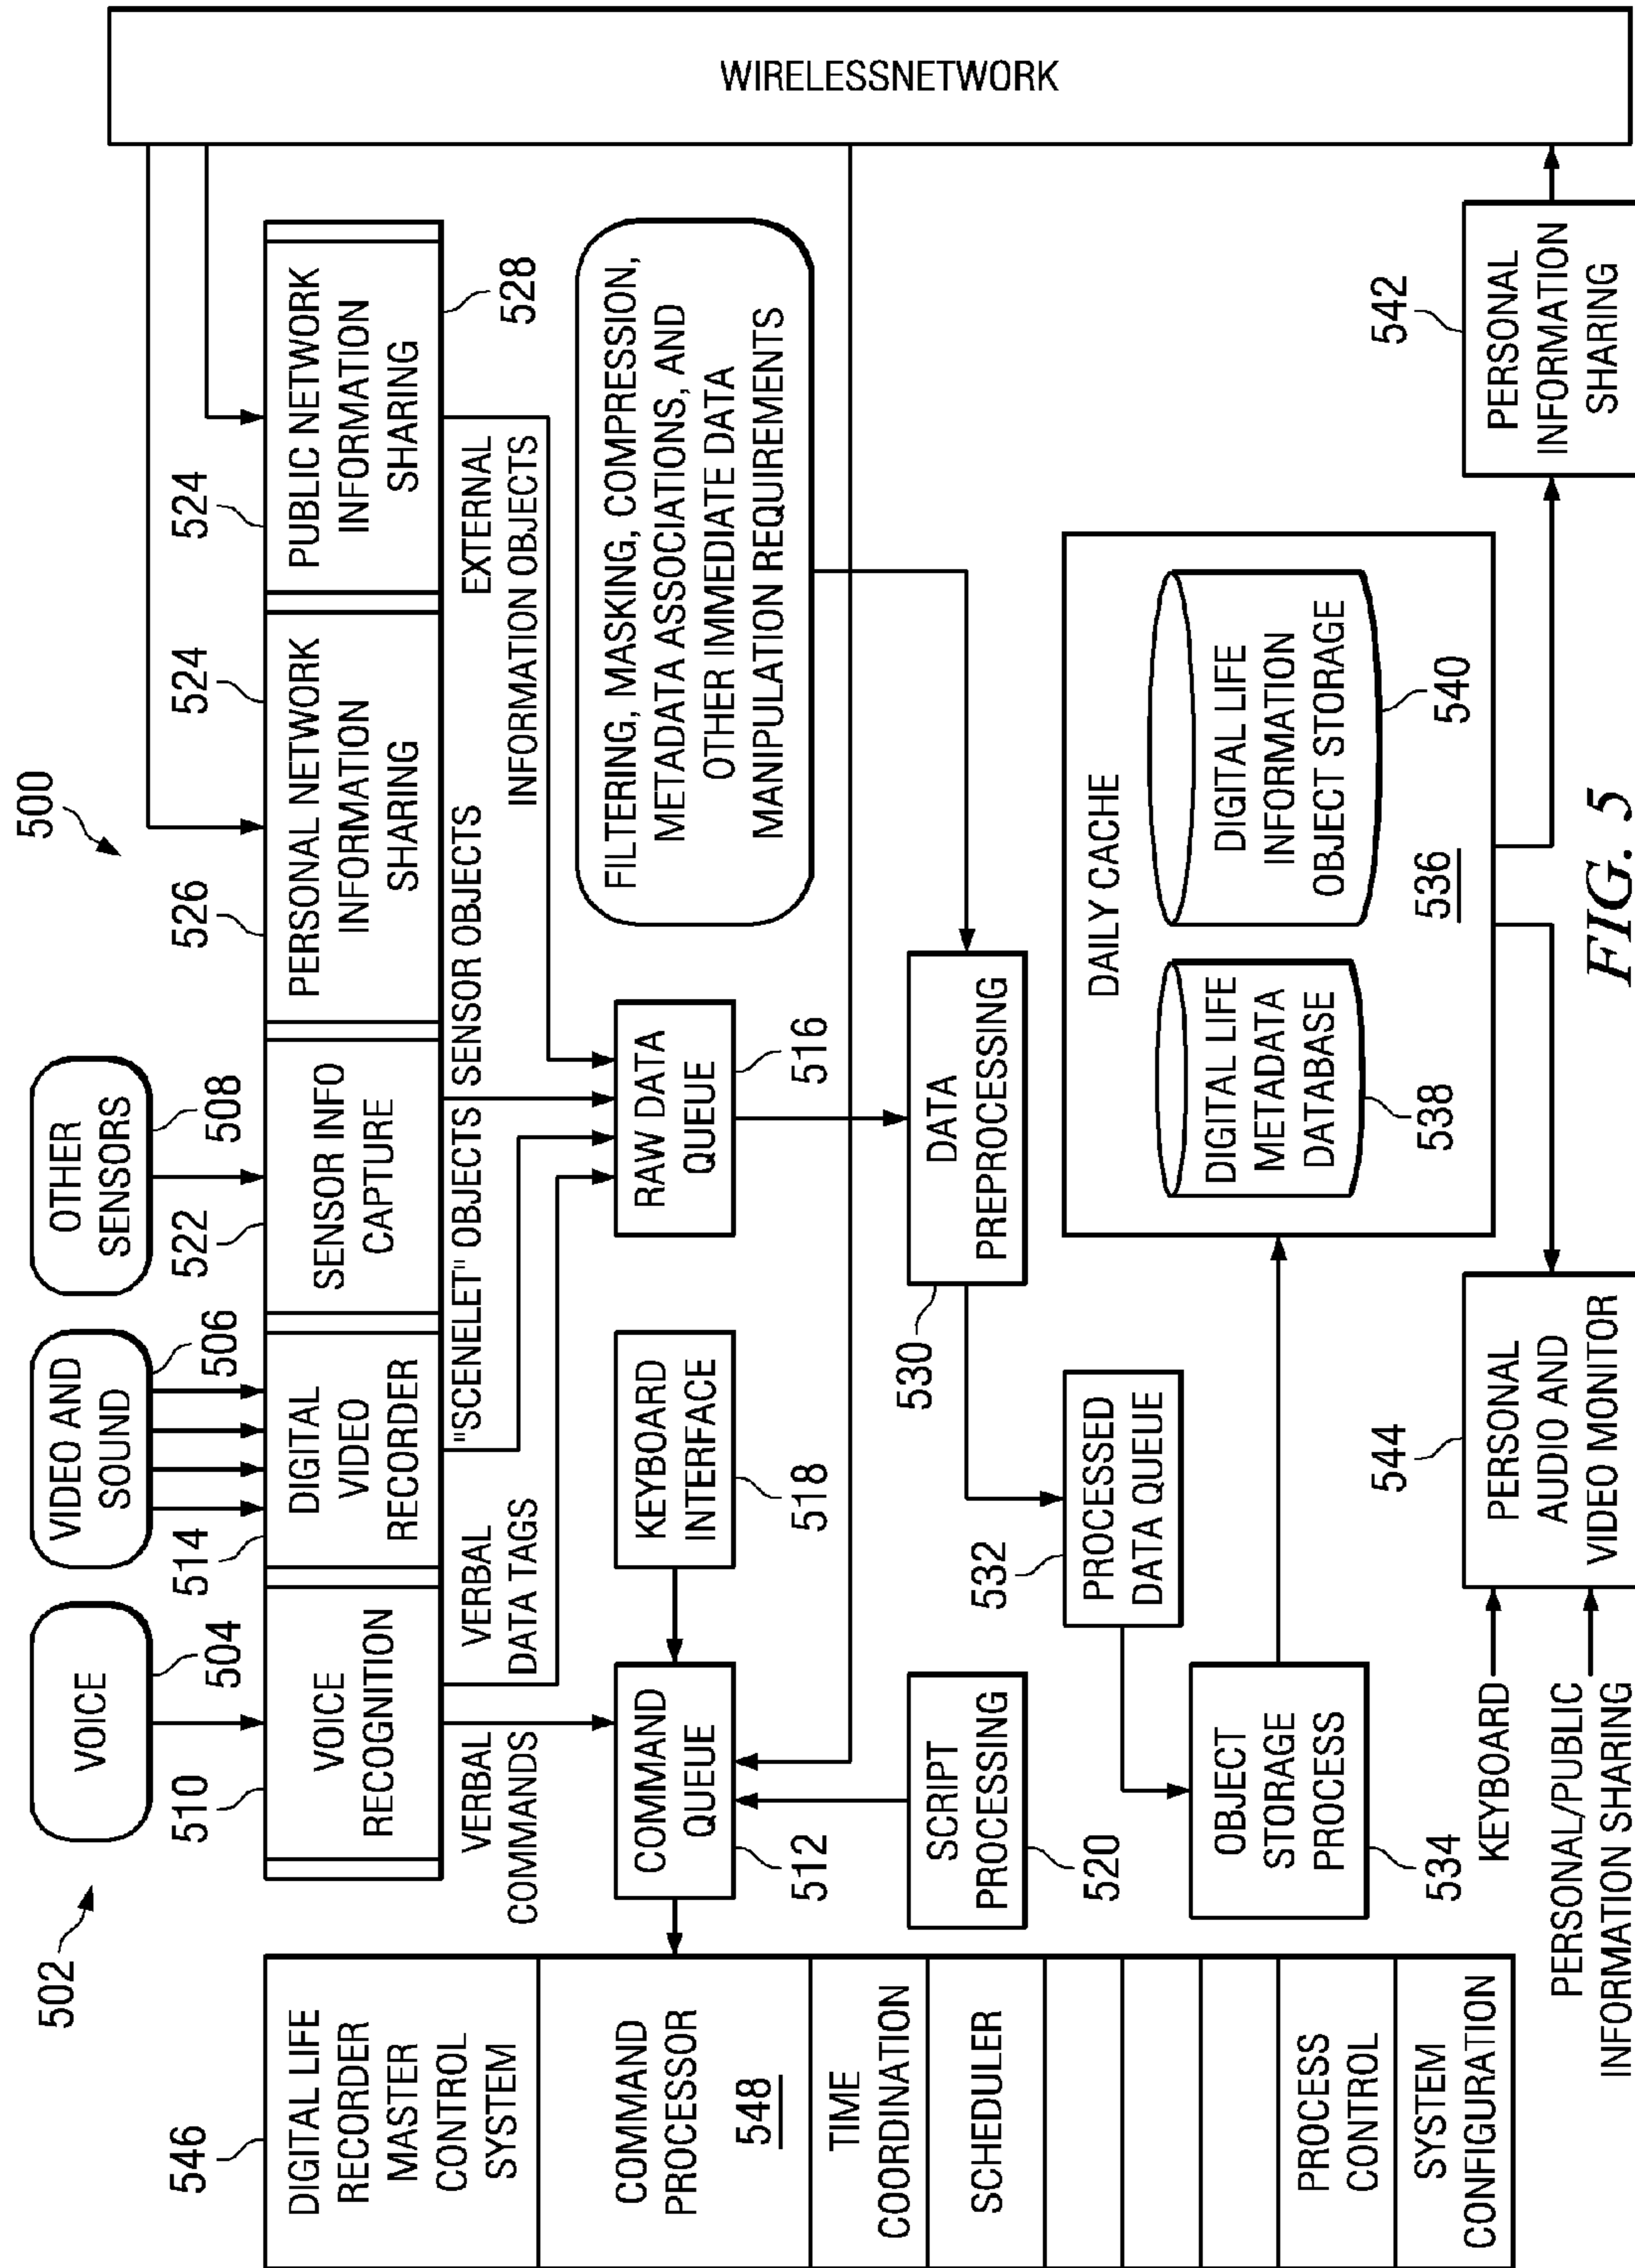 500
502
VOICE
504
VIDEO AND
SOUND
506
OTHER
SENSORS
508
510
514
522
526
524
524
VOICE
RECOGNITION
DIGITAL
VIDEO
RECORDER
SENSOR INFO
CAPTURE
PERSONAL NETWORK
INFORMATION
SHARING
PUBLIC NETWORK
INFORMATION
SHARING
528
VERBAL
COMMANDS
VERBAL
DATA TAGS
"SCENELET" OBJECTS
SENSOR OBJECTS
EXTERNAL
INFORMATION OBJECTS
546
DIGITAL LIFE
RECORDER
MASTER
CONTROL
SYSTEM
COMMAND
PROCESSOR
548
TIME
COORDINATION
SCHEDULER
PROCESS
CONTROL
SYSTEM
CONFIGURATION
COMMAND
QUEUE
512
KEYBOARD
INTERFACE
518
RAW DATA
QUEUE
516
FILTERING, MASKING, COMPRESSION,
METADATA ASSOCIATIONS, AND
OTHER IMMEDIATE DATA
MANIPULATION REQUIREMENTS
SCRIPT
PROCESSING
520
DATA
PREPROCESSING
530
532
PROCESSED
DATA QUEUE
OBJECT
STORAGE
PROCESS
534
DAILY CACHE
DIGITAL LIFE
METADATA
DATABASE
538
DIGITAL LIFE
INFORMATION
OBJECT STORAGE
540
536
KEYBOARD
PERSONAL/PUBLIC
INFORMATION SHARING
544
PERSONAL
AUDIO AND
VIDEO MONITOR
542
PERSONAL
INFORMATION
SHARING
WIRELESSNETWORK
FIG. 5